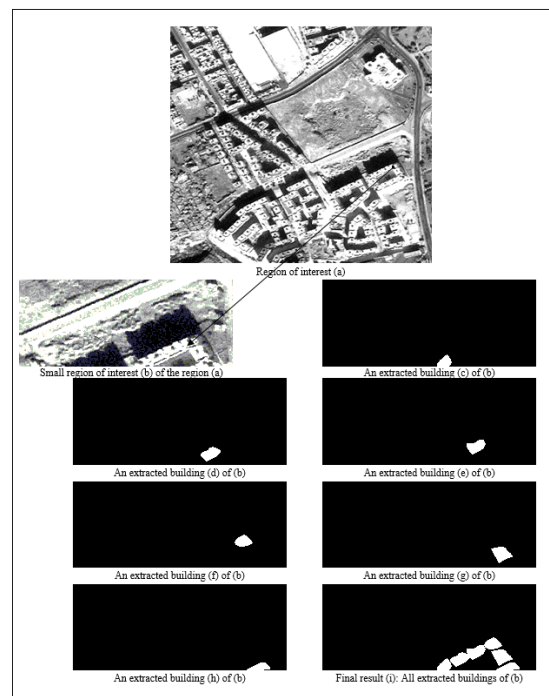 Region of interest (a)
Small region of interest (b) of the region (a)
An extracted building (c) of (b)
An extracted building (d) of (b)
An extracted building (e) of (b)
An extracted building (f) of (b)
An extracted building (g) of (b)
An extracted building (h) of (b)
Final result (i): All extracted buildings of (b)